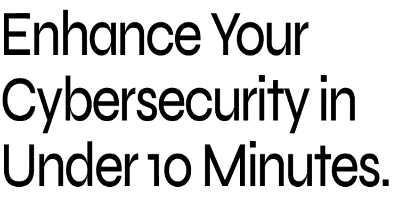 Enhance Your
Cybersecurity in
Under 10 Minutes.